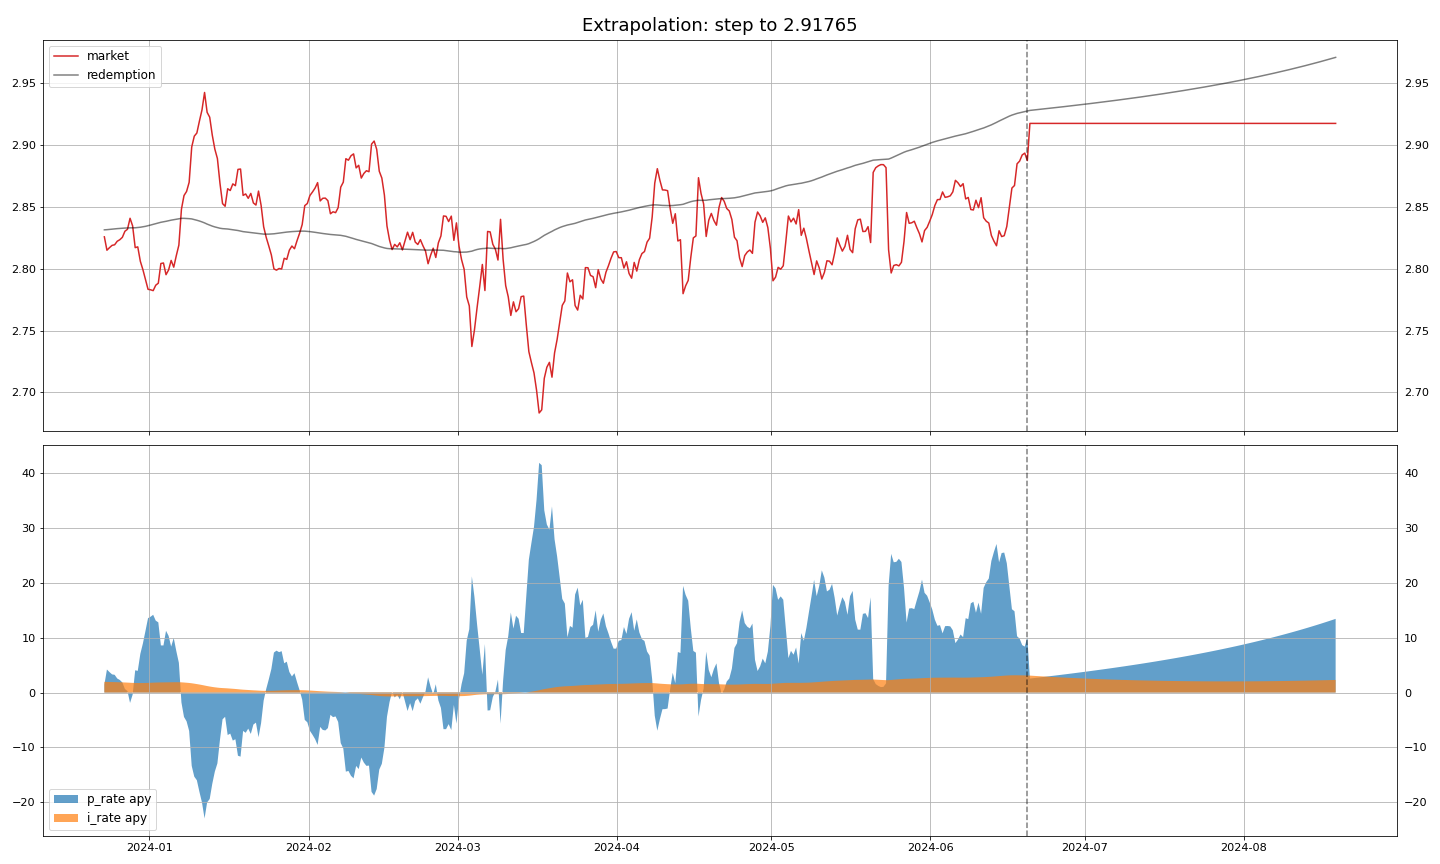 Extrapolation: step to 2.91765
market
redemption
2.95 2.95
2.90 2.90
2.85 2.85
2.80 2.80
2.75 2.75
2.70 2.70
40 40
30 30
20 20
10 10
0 0
−10 −10
−20 −20
p_rate apy
i_rate apy
2024-01 2024-02 2024-03 2024-04 2024-05 2024-06 2024-07 2024-08